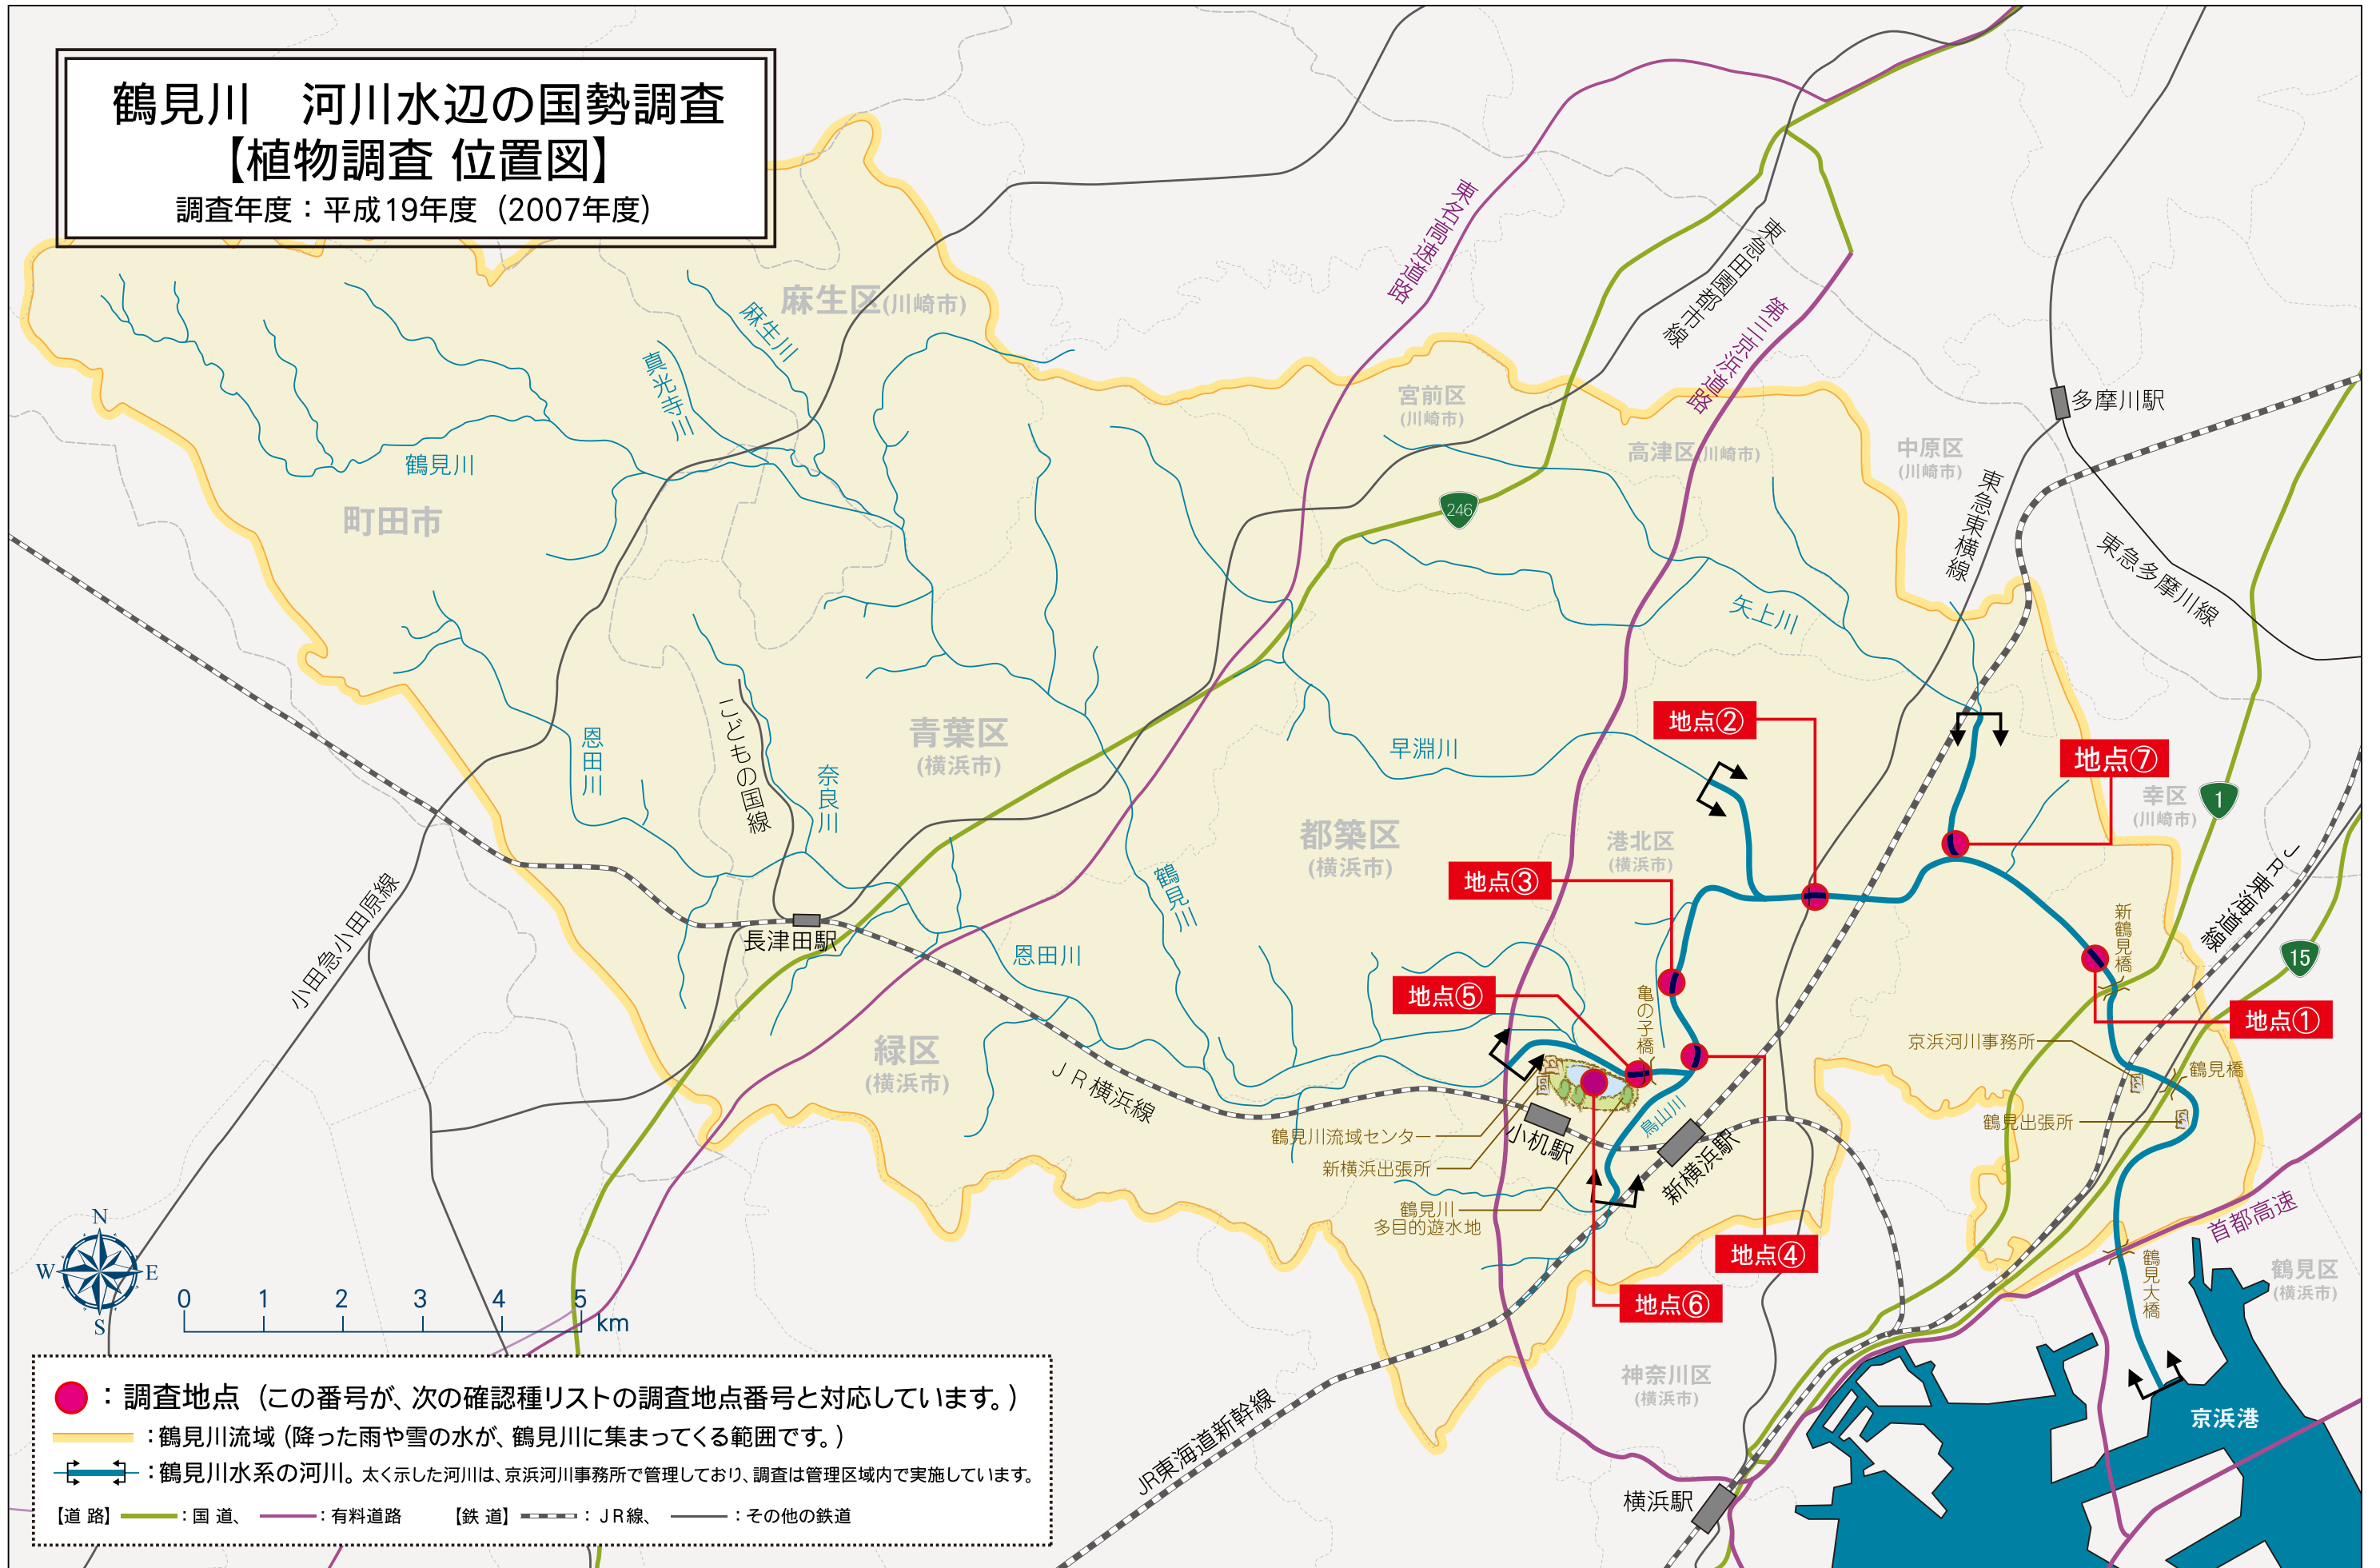 鶴見川　河川水辺の国勢調査
【植物調査 位置図】
調査年度：平成19年度（2007年度）
麻生区(川崎市)
麻生川
真光寺川
鶴見川
町田市
東名高速道路
東急田園都市線
第三京浜道路
宮前区
(川崎市)
高津区(川崎市)
中原区
(川崎市)
多摩川駅
246
東急東横線
東急多摩川線
矢上川
恩田川
こどもの国線
奈良川
青葉区
(横浜市)
早淵川
地点②
地点⑦
幸区
(川崎市)
1
都築区
(横浜市)
港北区
(横浜市)
地点③
鶴見川
小田急小田原線
長津田駅
恩田川
新鶴見橋
JR東海道線
15
地点⑤
亀の子橋
地点①
緑区
(横浜市)
JR横浜線
京浜河川事務所
鶴見橋
鶴見出張所
鶴見川流域センター
新横浜出張所
鶴見川
多目的遊水地
小机駅
鳥山川
新横浜駅
地点④
地点⑥
首都高速
鶴見大橋
鶴見区
(横浜市)
神奈川区
(横浜市)
京浜港
JR東海道新幹線
横浜駅
N
W E
S
0 1 2 3 4 5
km
：調査地点（この番号が、次の確認種リストの調査地点番号と対応しています。）
：鶴見川流域（降った雨や雪の水が、鶴見川に集まってくる範囲です。）
：鶴見川水系の河川。太く示した河川は、京浜河川事務所で管理しており、調査は管理区域内で実施しています。
【道 路】：国 道、：有料道路 【鉄 道】：ＪＲ線、：その他の鉄道